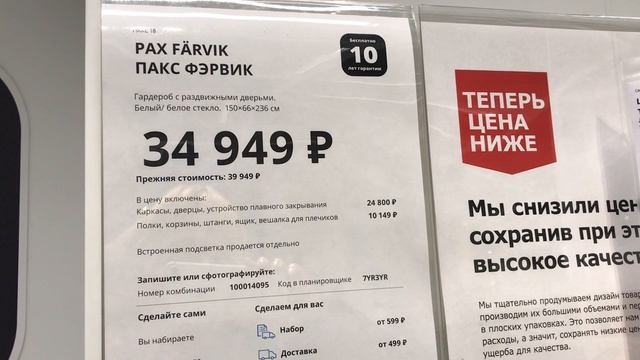 PAX FÄRVIK
ПАКС ФЭРВИК
Бесплатно
10
лет гарантии
Гардероб с раздвижными дверьми.
Белый/ белое стекло. 150×66×236 см
34 949 ₽
Прежняя стоимость: 39 949 ₽
В цену включены:
Каркасы, дверцы, устройство плавного закрывания 24 800 ₽
Полки, корзины, штанги, ящик, вешалка для плечиков 10 149 ₽
Встроенная подсветка продается отдельно
Запишите или сфотографируйте:
Номер комбинации 100014095 Код в планировщике 7YR3YR
Сделайте сами Сделаем для вас
Вы выбираете Набор от 599 ₽
Доставка от 499 ₽
ТЕПЕРЬ
ЦЕНА
НИЖЕ
Мы снизили цен
сохранив при эт
высокое качест
Мы тщательно продумываем дизайн това
производим их большими объемами и пер
в плоских упаковках. Это позволяет нам
расходы, а значит, сохранять низкие цен
ущерба для качества.